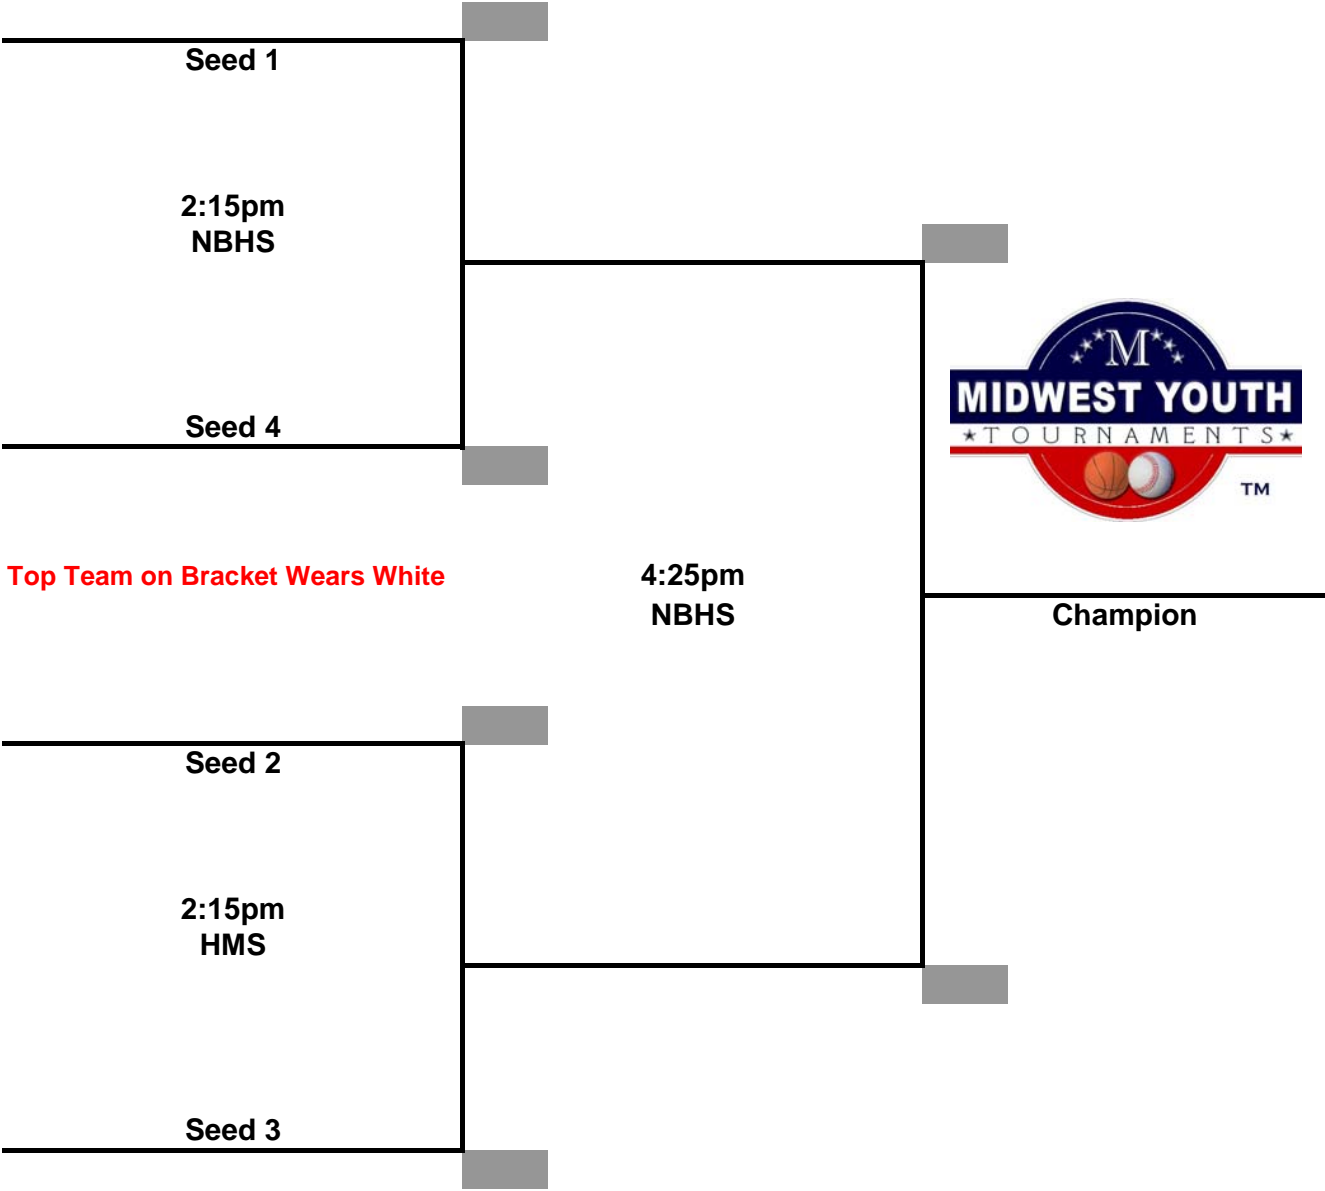 Seed 1
2:15pm
NBHS
Seed 4
M
MIDWEST YOUTH
★TOURNAMENTS★
TM
Top Team on Bracket Wears White
4:25pm
NBHS
Champion
Seed 2
2:15pm
HMS
Seed 3